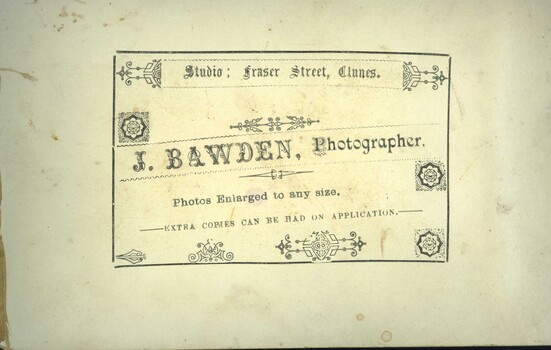 Studio: Fraser Street, Clunes.
J. BAWDEN, Photographer.
Photos Enlarged to any size.
EXTRA COPIES CAN BE HAD ON APPLICATION.